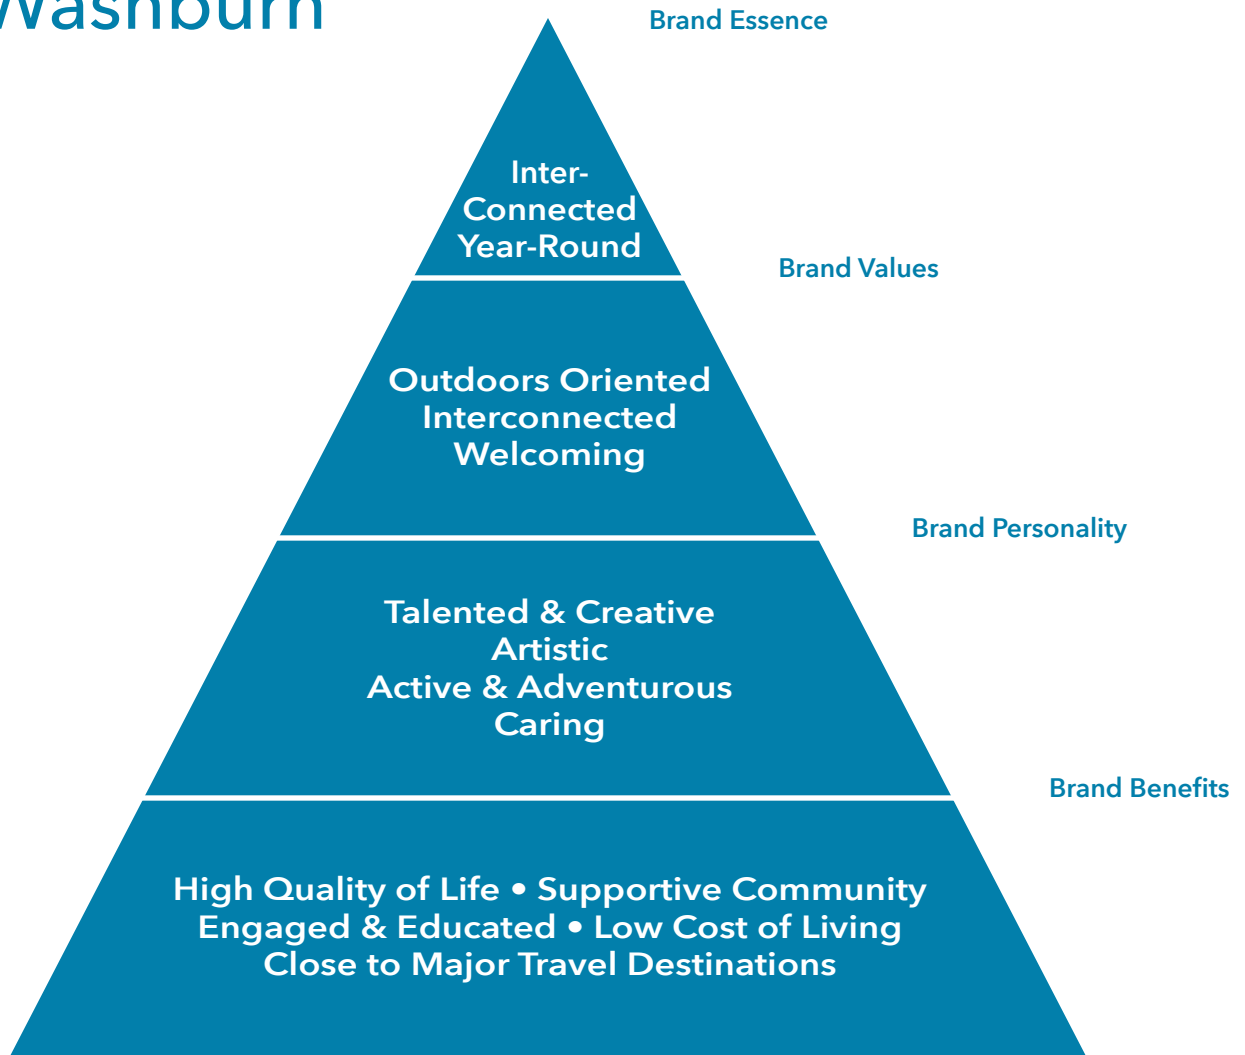 Washburn
Brand Essence
Inter-
Connected
Year-Round
Brand Values
Outdoors Oriented
Interconnected
Welcoming
Brand Personality
Talented & Creative
Artistic
Active & Adventurous
Caring
Brand Benefits
High Quality of Life • Supportive Community
Engaged & Educated • Low Cost of Living
Close to Major Travel Destinations